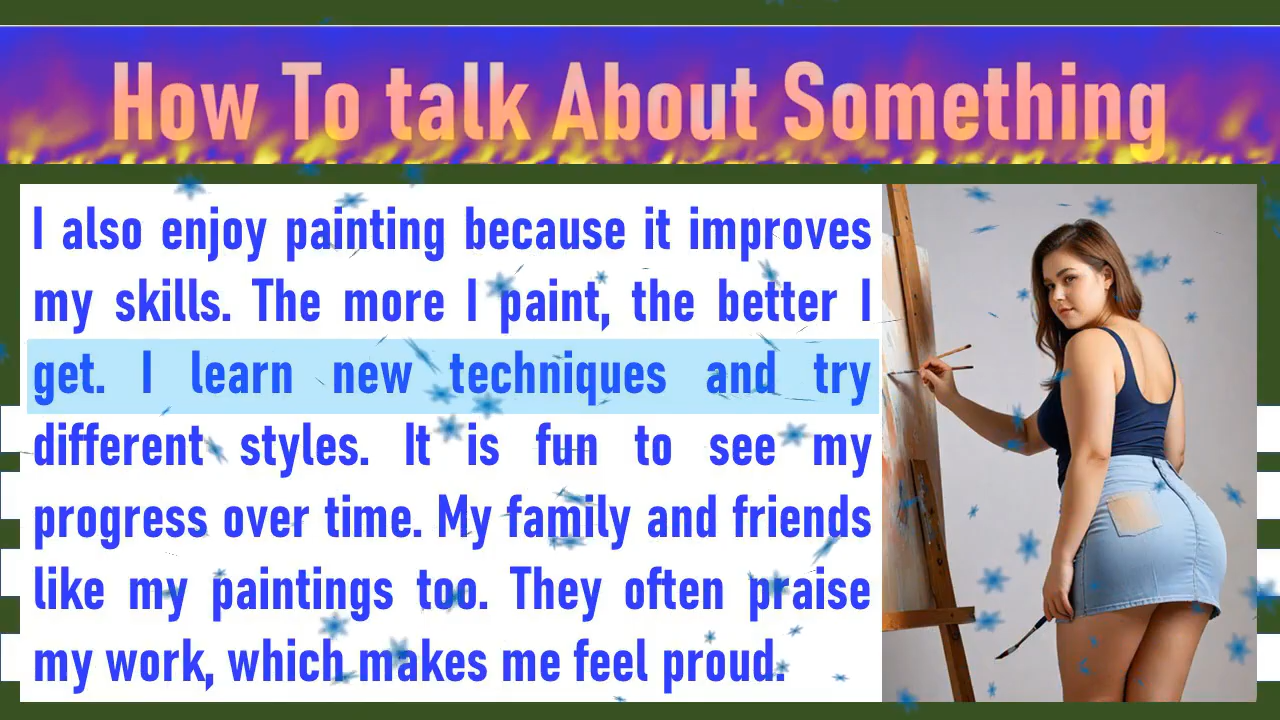 How To talk About Something
I also enjoy painting because it improves
my skills. The more I paint, the better I
get. I learn new techniques and try
different styles. It is fun to see my
progress over time. My family and friends
like my paintings too. They often praise
my work, which makes me feel proud.